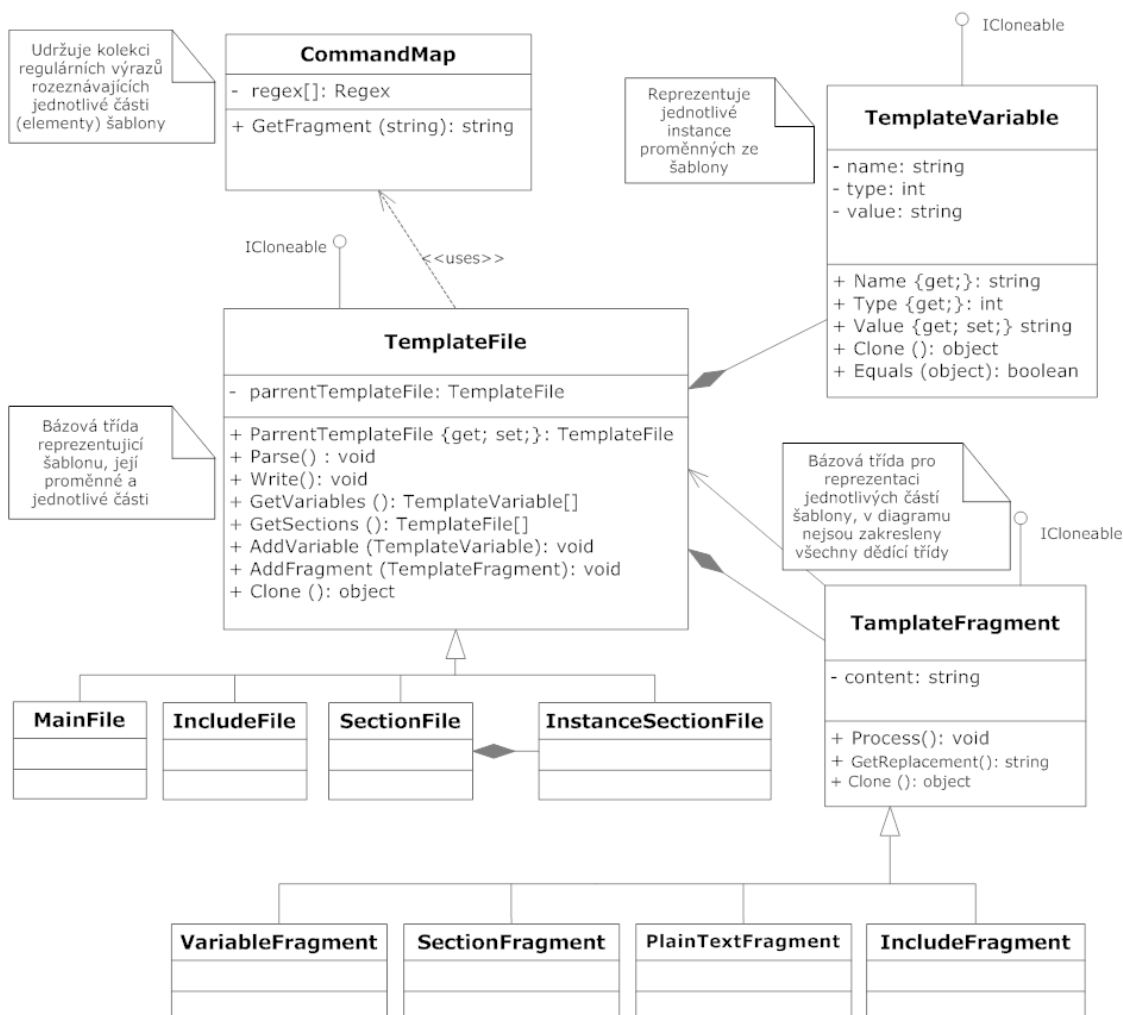 Udržuje kolekci
regulárních výrazů
rozeznávajících
jednotlivé části
(elementy) šablony
CommandMap
- regex[]: Regex
+ GetFragment (string): string
ICloneable
Reprezentuje
jednotlivé
instance
proměnných ze
šablony
TemplateVariable
- name: string
- type: int
- value: string
+ Name {get;}: string
+ Type {get;}: int
+ Value {get; set;} string
+ Clone (): object
+ Equals (object): boolean
ICloneable
<<uses>>
TemplateFile
- parrentTemplateFile: TemplateFile
+ ParrentTemplateFile {get; set;}: TemplateFile
+ Parse() : void
+ Write(): void
+ GetVariables (): TemplateVariable[]
+ GetSections (): TemplateFile[]
+ AddVariable (TemplateVariable): void
+ AddFragment (TemplateFragment): void
+ Clone (): object
Bázová třída
reprezentujicí
šablonu, její
proměnné a
jednotlivé části
Bázová třída pro
reprezentaci
jednotlivých částí
šablony, v diagramu
nejsou zakresleny
všechny dědící třídy
ICloneable
TamplateFragment
- content: string
+ Process(): void
+ GetReplacement(): string
+ Clone (): object
MainFile
IncludeFile
SectionFile
InstanceSectionFile
VariableFragment
SectionFragment
PlainTextFragment
IncludeFragment